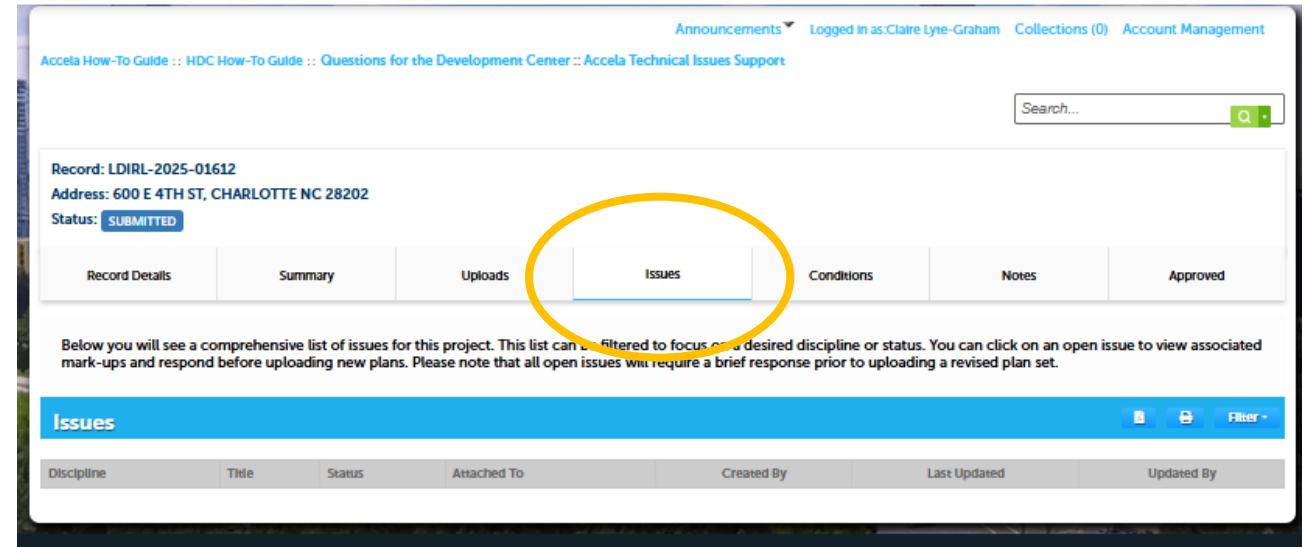 Announcements Logged in as:Claire Lyte-Graham Collections (0) Account Management
Accela How-To Guide :: HDC How-To Guide :: Questions for the Development Center :: Accela Technical Issues Support
Search...
Record: LDIRL-2025-01612
Address: 600 E 4TH ST, CHARLOTTE NC 28202
Status: SUBMITTED
Record Details Summary Uploads Issues Conditions Notes Approved
Below you will see a comprehensive list of issues for this project. This list can be filtered to focus on a desired discipline or status. You can click on an open issue to view associated
mark-ups and respond before uploading new plans. Please note that all open issues will require a brief response prior to uploading a revised plan set.
Issues Filter
Discipline Title Status Attached To Created By Last Updated Updated By